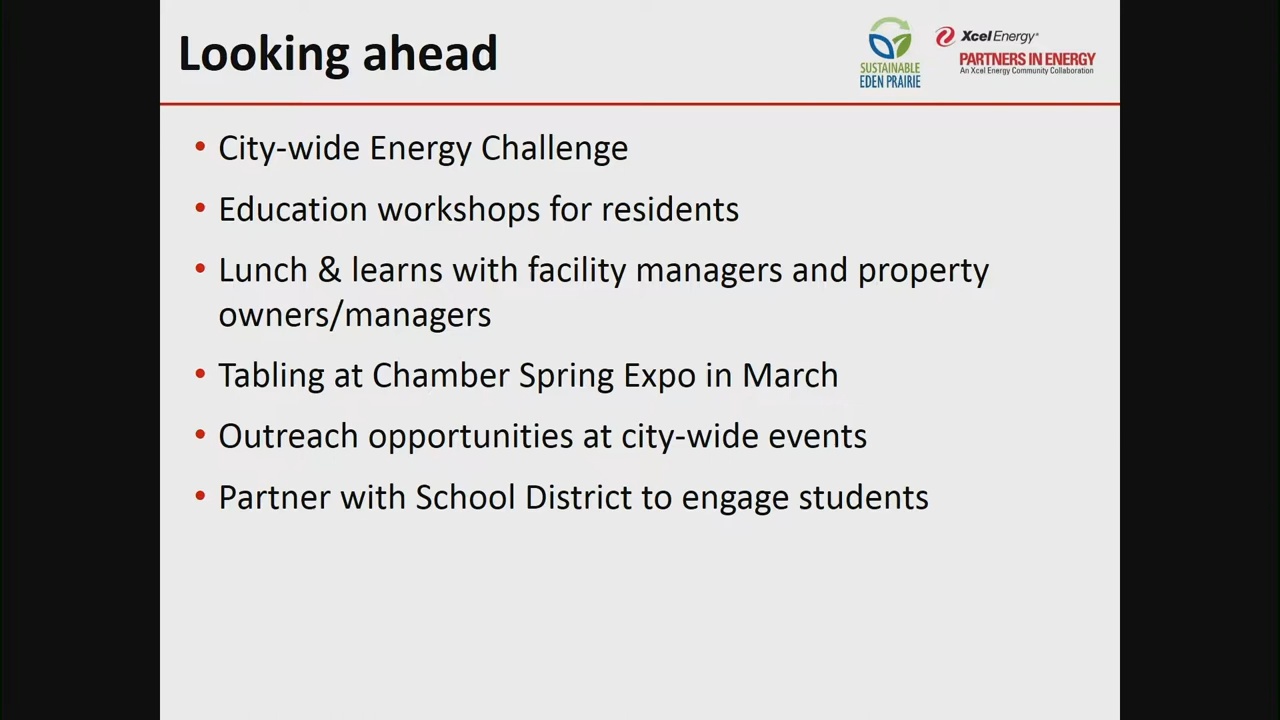 Looking ahead
SUSTAINABLE
EDEN PRAIRIE
Xcel Energy®
PARTNERS IN ENERGY
An Xcel Energy Community Collaboration
• City-wide Energy Challenge
• Education workshops for residents
• Lunch & learns with facility managers and property
owners/managers
• Tabling at Chamber Spring Expo in March
• Outreach opportunities at city-wide events
• Partner with School District to engage students